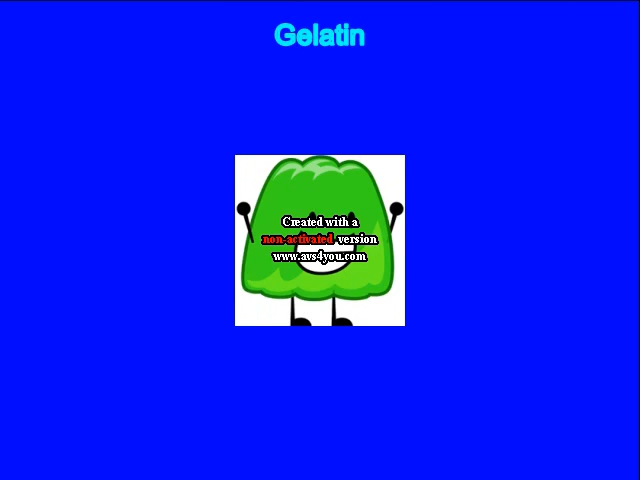 Gelatin
Created with a
non-activated version
www.avs4you.com